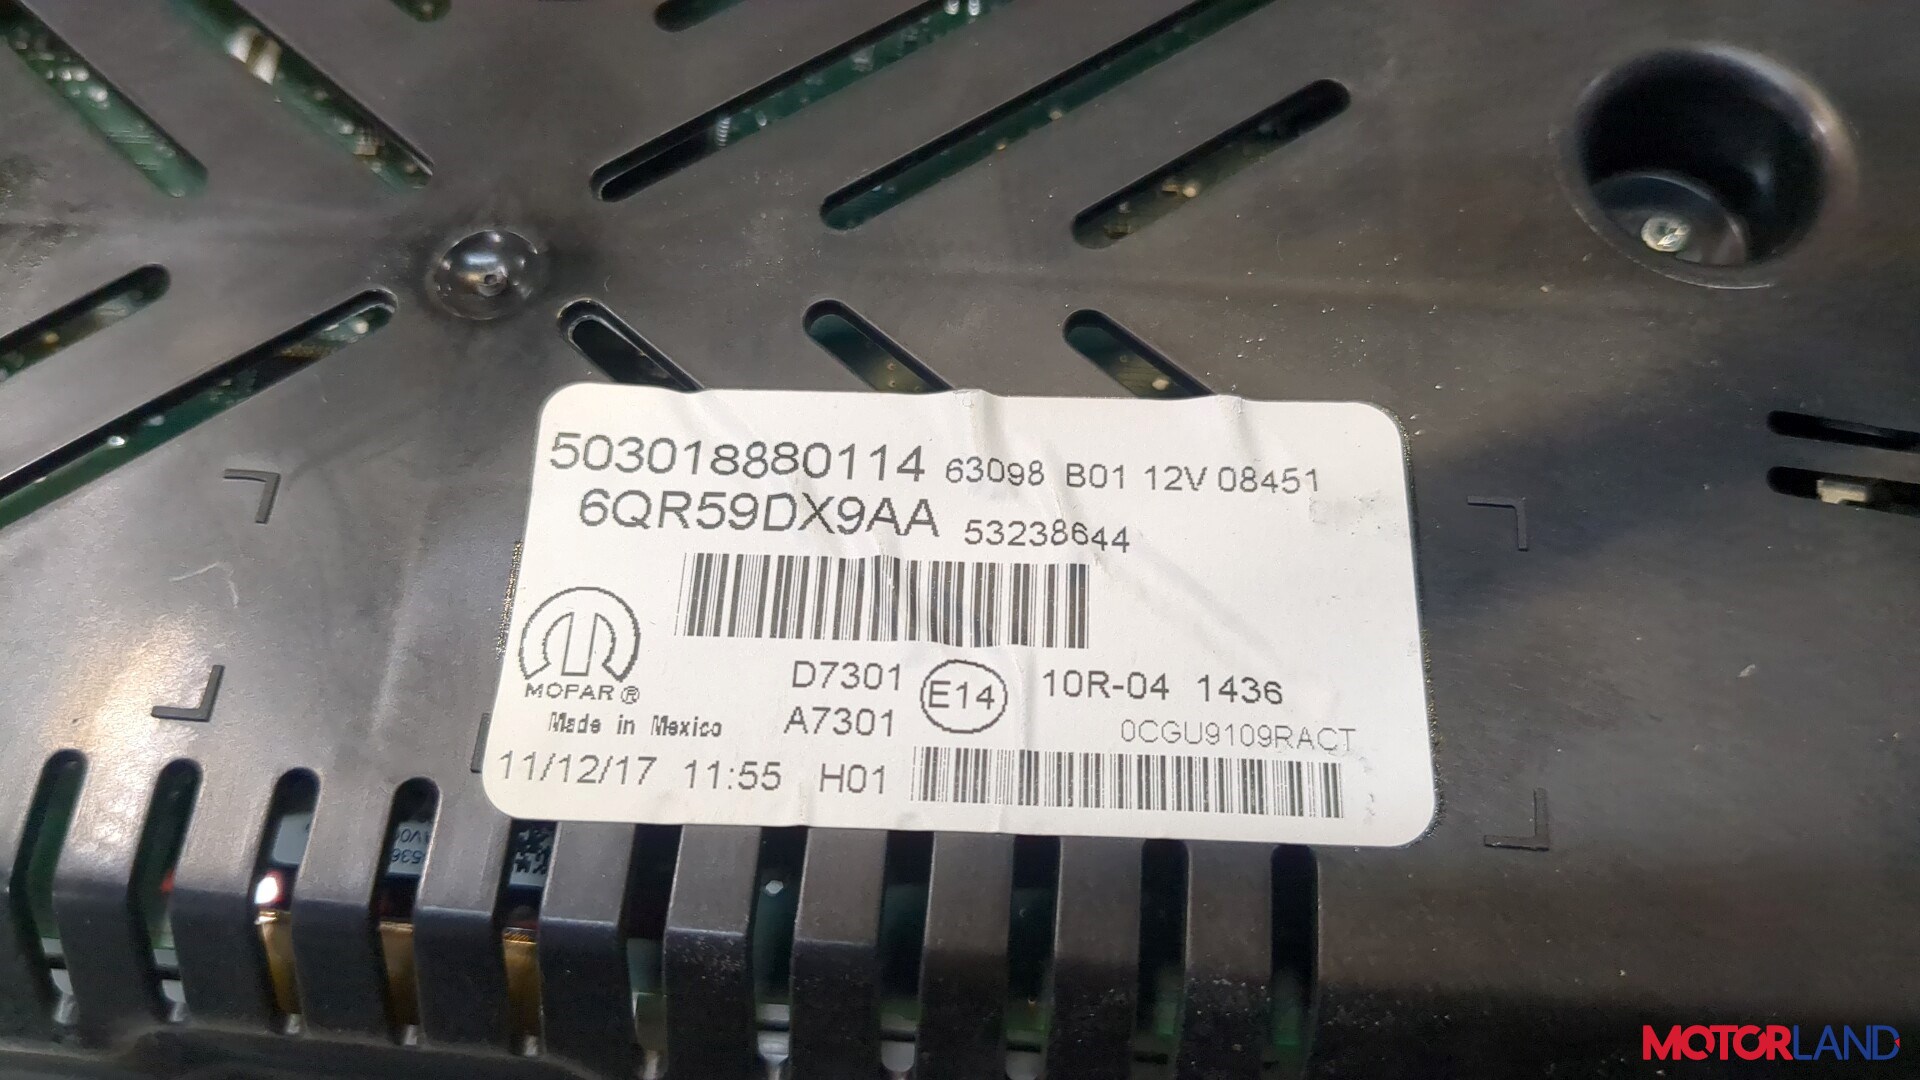 503018880114 63098 B01 12V 08451
6QR59DX9AA 53238644
MOPAR®
Made in Mexico
D7301
A7301
E14
10R-04 1436
0CGU9109RACT
11/12/17 11:55 H01
MOTORLAND